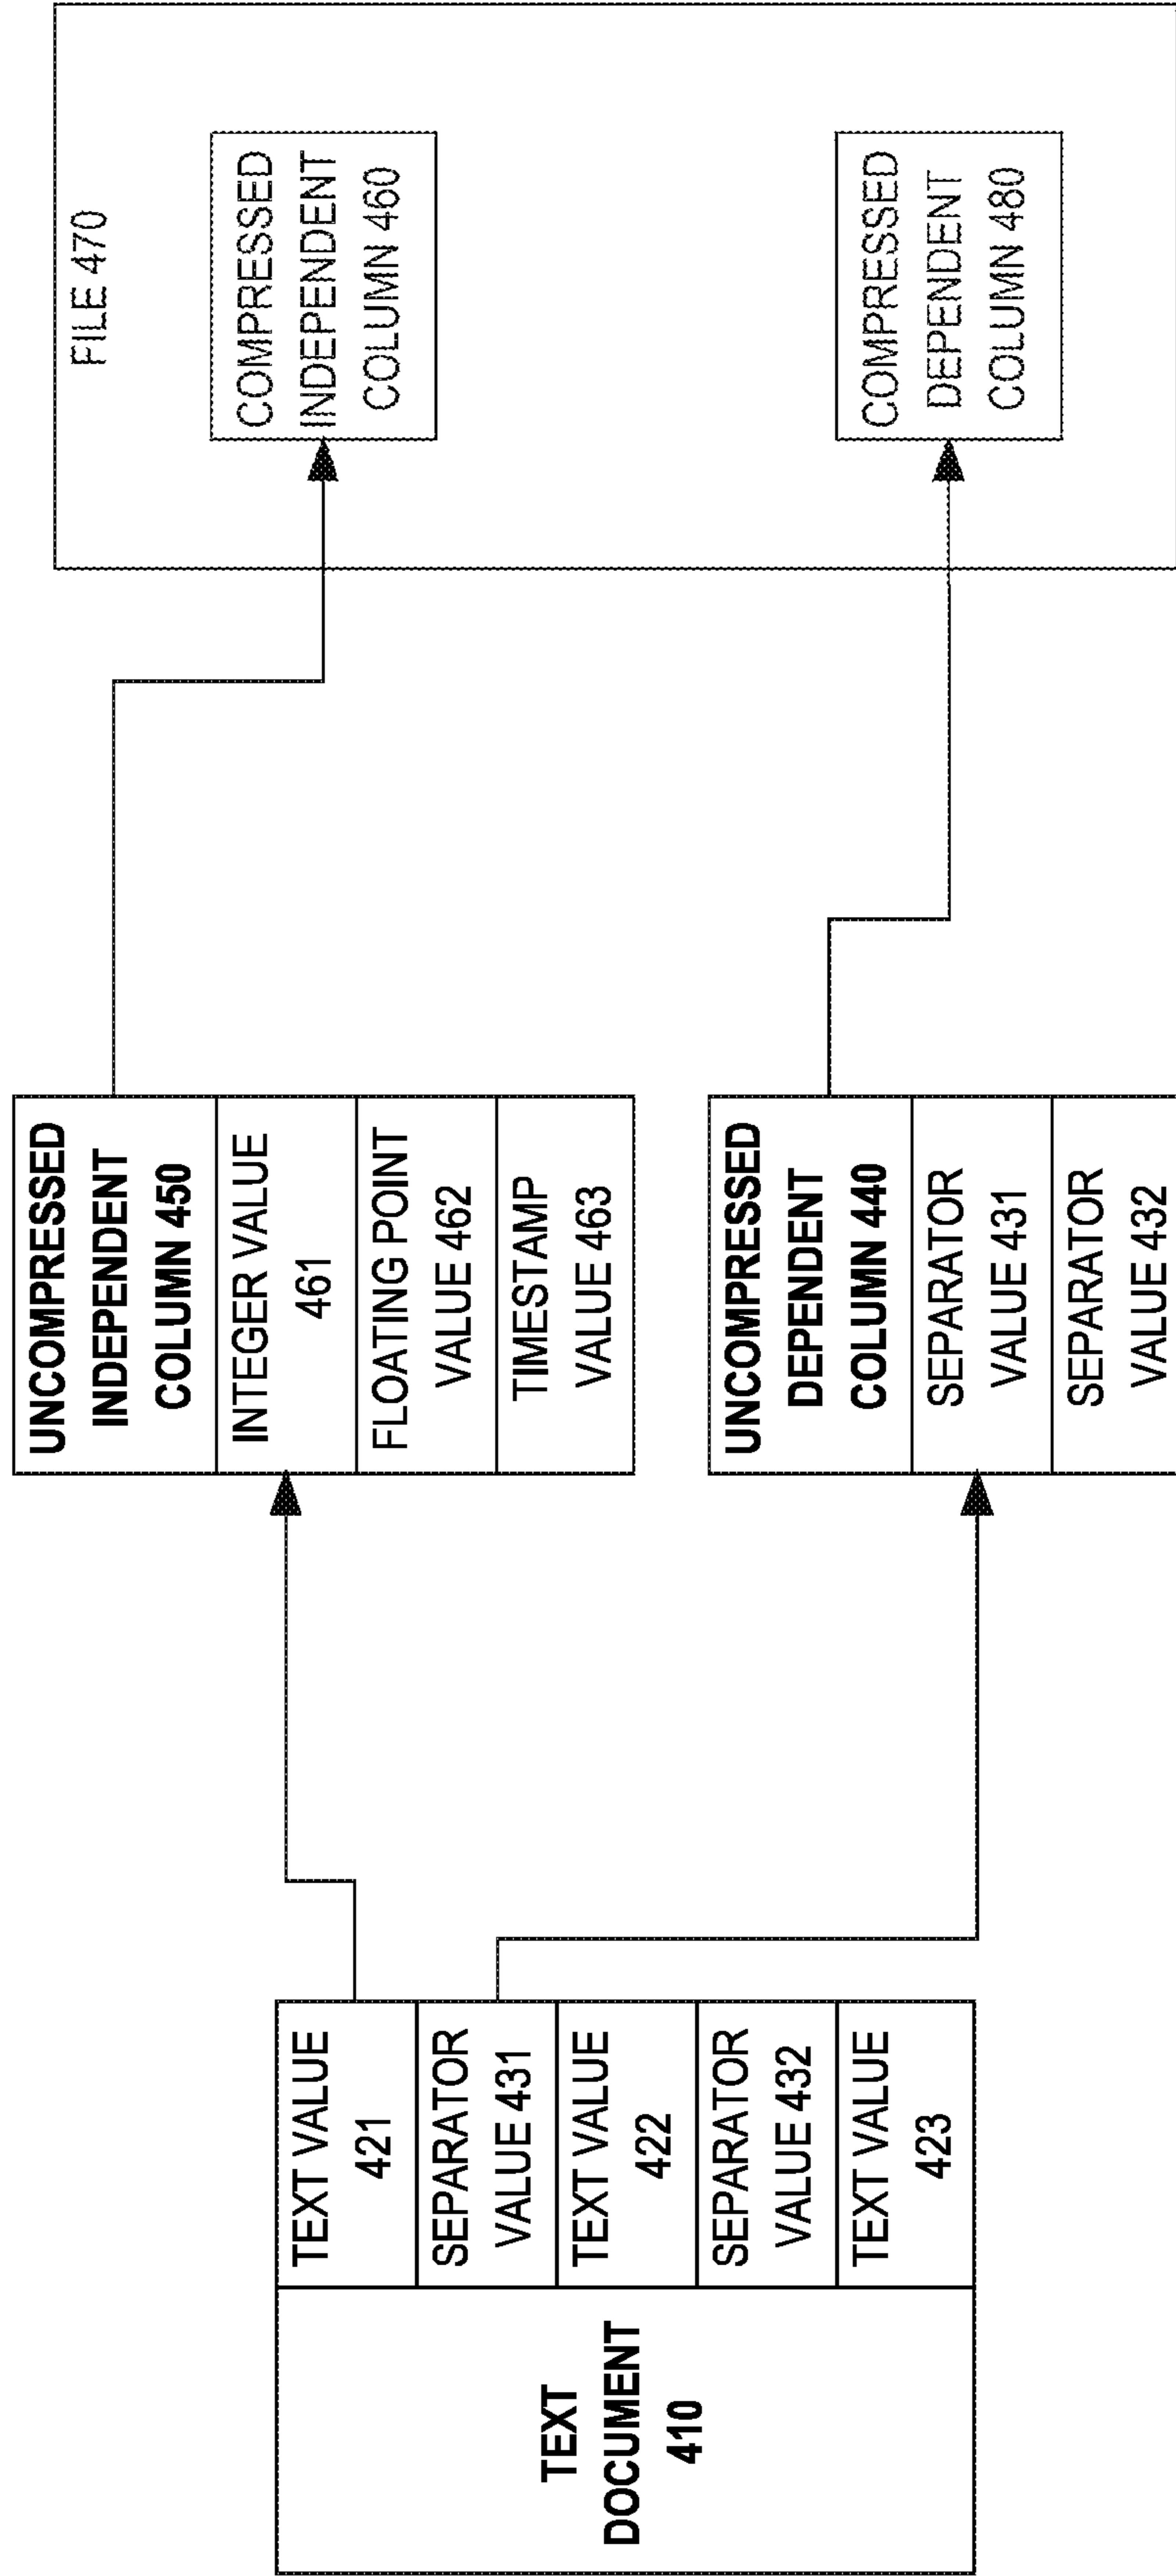 TEXT
DOCUMENT
410
TEXT VALUE
421
SEPARATOR
VALUE 431
TEXT VALUE
422
SEPARATOR
VALUE 432
TEXT VALUE
423
UNCOMPRESSED
INDEPENDENT
COLUMN 450
INTEGER VALUE
461
FLOATING POINT
VALUE 462
TIMESTAMP
VALUE 463
UNCOMPRESSED
DEPENDENT
COLUMN 440
SEPARATOR
VALUE 431
SEPARATOR
VALUE 432
FILE 470
COMPRESSED
INDEPENDENT
COLUMN 460
COMPRESSED
DEPENDENT
COLUMN 480